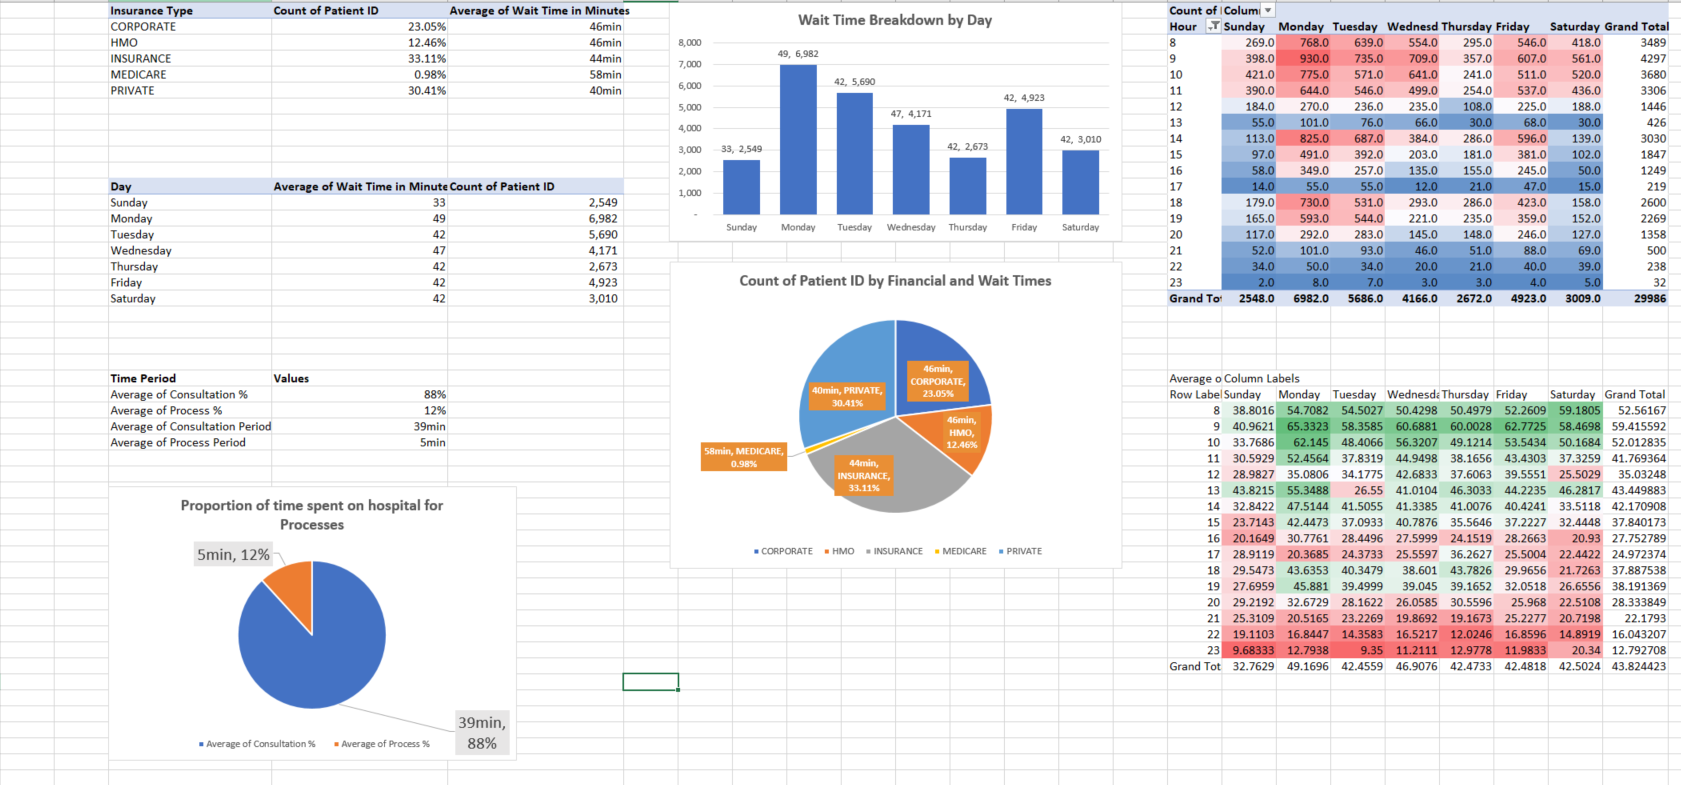 Insurance Type Count of Patient ID Average of Wait Time in Minutes
CORPORATE 23.05% 46min
HMO 12.46% 46min
INSURANCE 33.11% 44min
MEDICARE 0.98% 58min
PRIVATE 30.41% 40min
Day Average of Wait Time in Minute Count of Patient ID
Sunday 33 2,549
Monday 49 6,982
Tuesday 42 5,690
Wednesday 47 4,171
Thursday 42 2,673
Friday 42 4,923
Saturday 42 3,010
Time Period Values
Average of Consultation % 88%
Average of Process % 12%
Average of Consultation Period 39min
Average of Process Period 5min
Proportion of time spent on hospital for
Processes
5min, 12%
39min,
88%
Average of Consultation % Average of Process %
Wait Time Breakdown by Day
8,000
7,000
6,000
5,000
4,000
3,000
2,000
1,000
-
33, 2,549
49, 6,982
42, 5,690
47, 4,171
42, 2,673
42, 4,923
42, 3,010
Sunday Monday Tuesday Wednesday Thursday Friday Saturday
Count of Patient ID by Financial and Wait Times
46min,
CORPORATE,
23.05%
46min,
HMO,
12.46%
44min,
INSURANCE,
33.11%
58min, MEDICARE,
0.98%
40min, PRIVATE,
30.41%
CORPORATE HMO INSURANCE MEDICARE PRIVATE
Count of Colum
Hour Sunday Monday Tuesday Wednesd Thursday Friday Saturday Grand Total
8 269.0 768.0 639.0 554.0 295.0 546.0 418.0 3489
9 398.0 930.0 735.0 709.0 357.0 607.0 561.0 4297
10 421.0 775.0 571.0 641.0 241.0 511.0 520.0 3680
11 390.0 644.0 546.0 499.0 254.0 537.0 436.0 3306
12 184.0 270.0 236.0 235.0 108.0 225.0 188.0 1446
13 55.0 101.0 76.0 66.0 30.0 68.0 30.0 426
14 113.0 825.0 687.0 384.0 286.0 596.0 139.0 3030
15 97.0 491.0 392.0 203.0 181.0 381.0 102.0 1847
16 58.0 349.0 257.0 135.0 155.0 245.0 50.0 1249
17 14.0 55.0 55.0 12.0 21.0 47.0 15.0 219
18 179.0 730.0 531.0 293.0 286.0 423.0 158.0 2600
19 165.0 593.0 544.0 221.0 235.0 359.0 152.0 2269
20 117.0 292.0 283.0 145.0 148.0 246.0 127.0 1358
21 52.0 101.0 93.0 46.0 51.0 88.0 69.0 500
22 34.0 50.0 34.0 20.0 21.0 40.0 39.0 238
23 2.0 8.0 7.0 3.0 3.0 4.0 5.0 32
Grand To 2548.0 6982.0 5686.0 4166.0 2672.0 4923.0 3009.0 29986
Average o Column Labels
Row Label Sunday Monday Tuesday Wednesda Thursday Friday Saturday Grand Total
8 38.8016 54.7082 54.5027 50.4298 50.4979 52.2609 59.1805 52.56167
9 40.9621 65.3323 58.3585 60.6881 60.0028 62.7725 58.4698 59.415592
10 33.7686 62.145 48.4066 56.3207 49.1214 53.5434 50.1684 52.012835
11 30.5929 52.4564 37.8319 44.9498 38.1656 43.4303 37.3259 41.769364
12 28.9827 35.0806 34.1775 42.6833 37.6063 39.5551 25.5029 35.03248
13 43.8215 55.3488 26.55 41.0104 46.3033 44.2235 46.2817 43.449883
14 32.8422 47.5144 41.5055 41.3385 41.0076 40.4241 33.5118 42.170908
15 23.7143 42.4473 37.0933 40.7876 35.5646 37.2227 32.4448 37.840173
16 20.1649 30.7761 28.4496 27.5999 24.1519 28.2663 20.93 27.752789
17 28.9119 20.3685 24.3733 25.5597 36.2627 25.5004 22.4422 24.972374
18 29.5473 43.6353 40.3479 38.601 43.7826 29.9656 21.7263 37.887538
19 27.6959 45.881 39.4999 39.045 39.1652 32.0518 26.6556 38.191369
20 29.2192 32.6729 28.1622 26.0585 30.5596 25.968 22.5108 28.333849
21 25.3109 20.5165 23.2269 19.8692 19.1673 25.2277 20.7198 22.1793
22 19.1103 16.8447 14.3583 16.5217 12.0246 16.8596 14.8919 16.043207
23 9.68333 12.7938 9.35 11.2111 12.9778 11.9833 20.34 12.792708
Grand Tot 32.7629 49.1696 42.4559 46.9076 42.4733 42.4818 42.5024 43.824423